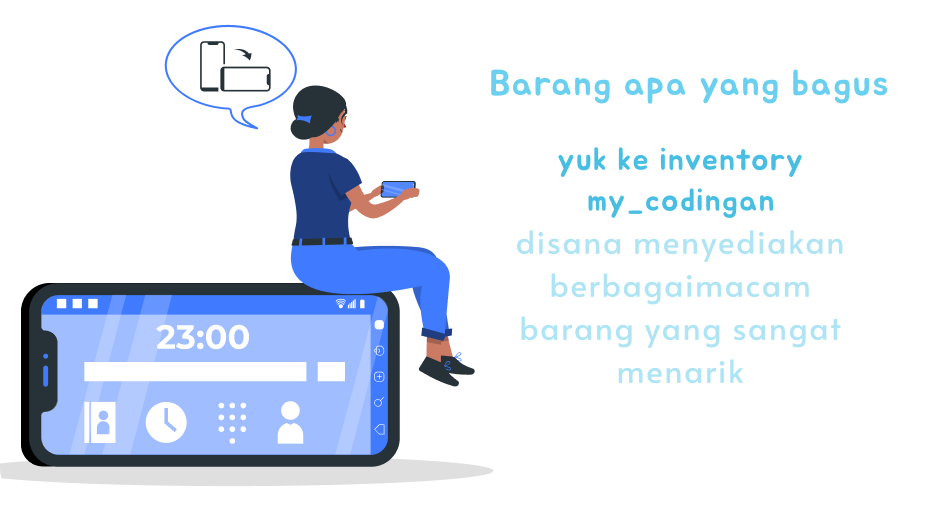 Barang apa yang bagus
yuk ke inventory
my_codingan
disana menyediakan
berbagaimacam
barang yang sangat
menarik
23:00